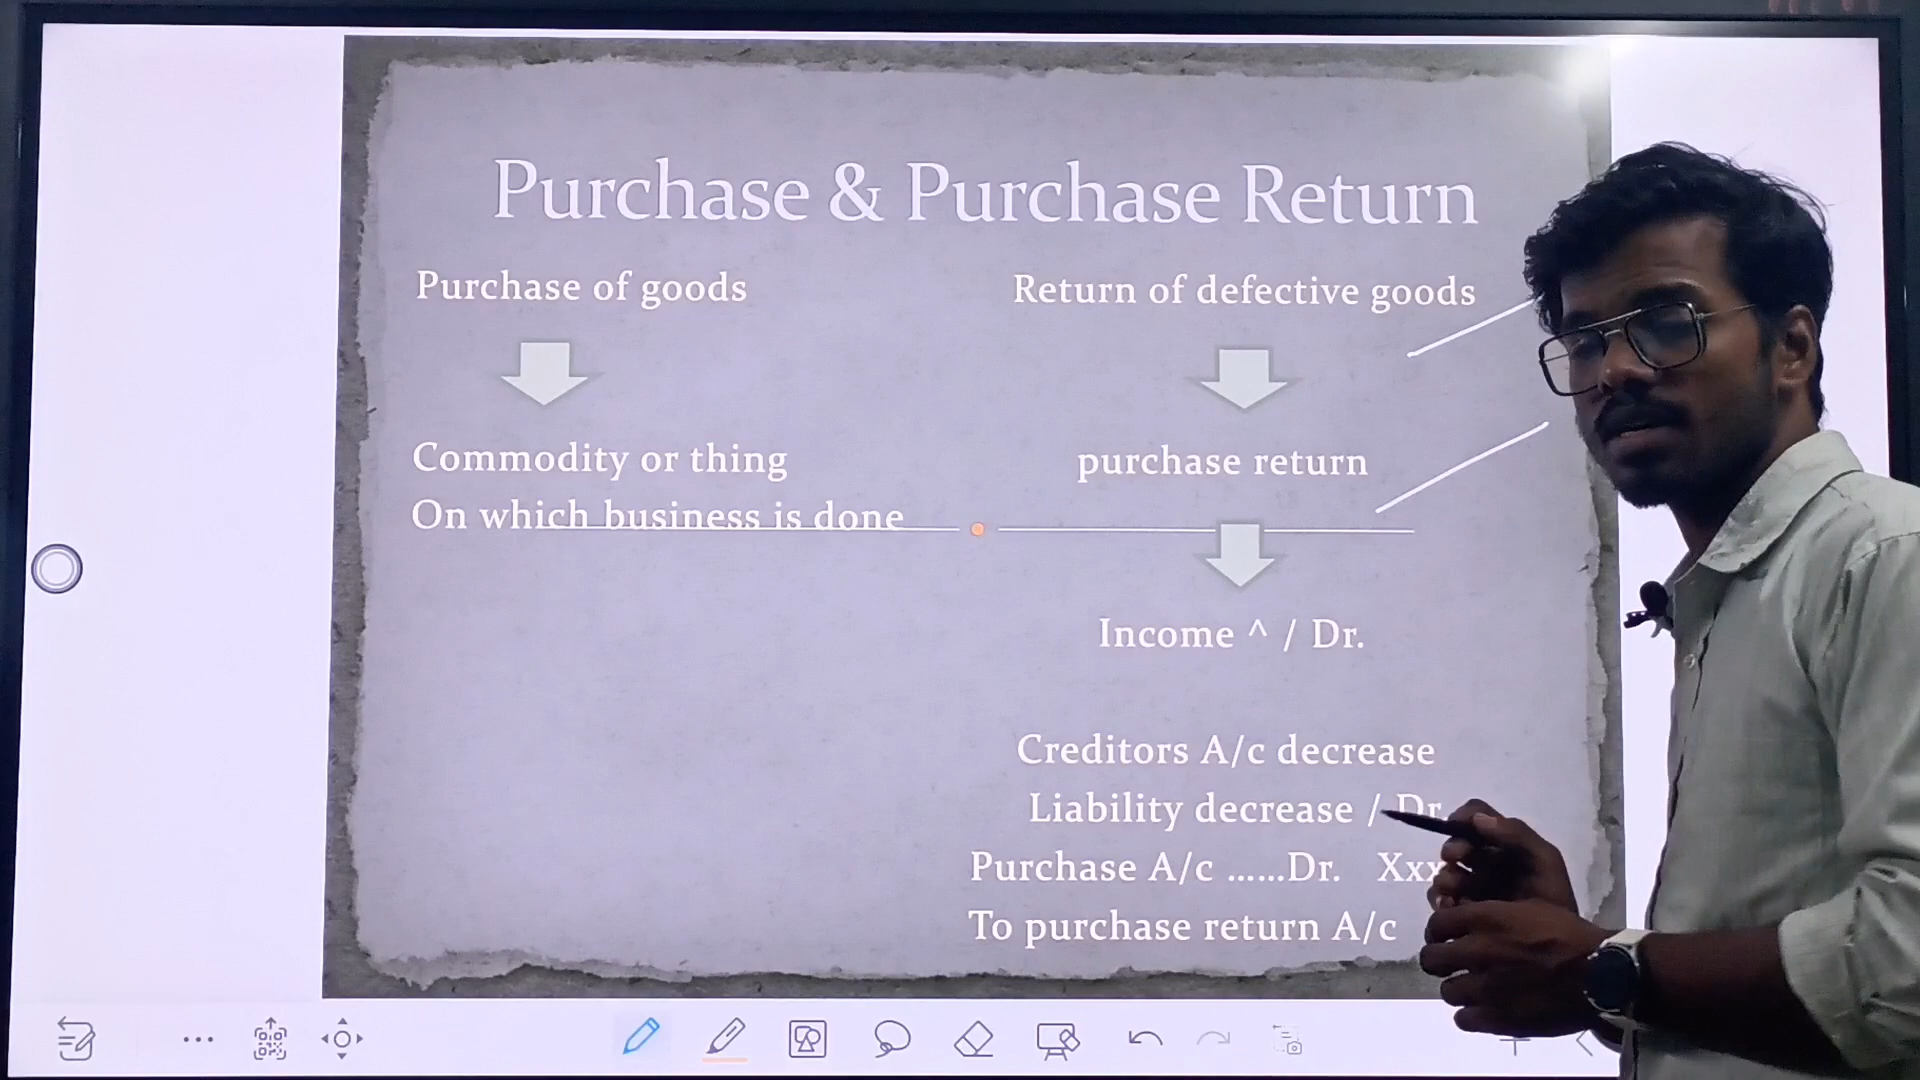 Purchase & Purchase Return
Purchase of goods
Commodity or thing
On which business is done
Return of defective goods
purchase return
Income ^ / Dr.
Creditors A/c decrease
Liability decrease / Dr
Purchase A/c ......Dr. Xxx
To purchase return A/c